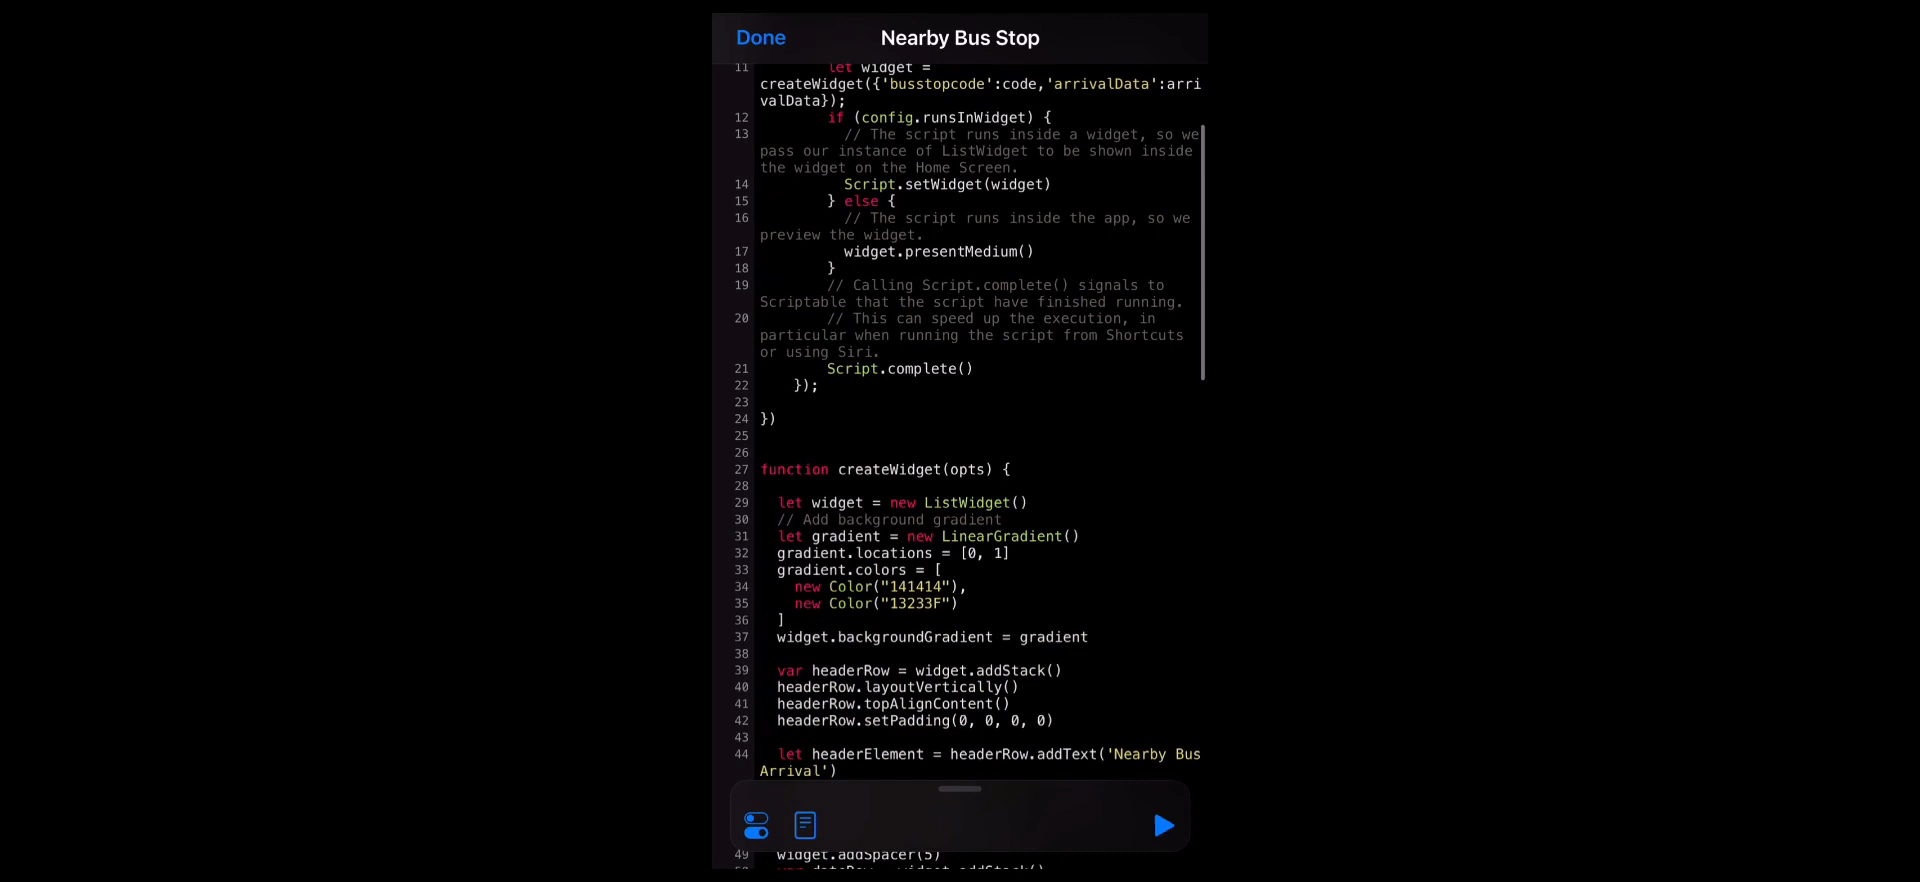 Done
Nearby Bus Stop
11 let widget =
createWidget({'busstopcode':code,'arrivalData':arri
valData});
12 if (config.runsInWidget) {
13 // The script runs inside a widget, so we
pass our instance of ListWidget to be shown inside
the widget on the Home Screen.
14 Script.setWidget(widget)
15 } else {
16 // The script runs inside the app, so we
preview the widget.
17 widget.presentMedium()
18 }
19 // Calling Script.complete() signals to
Scriptable that the script have finished running.
20 // This can speed up the execution, in
particular when running the script from Shortcuts
or using Siri.
21 Script.complete()
22 });
23
24 })
25
26
27 function createWidget(opts) {
28
29 let widget = new ListWidget()
30 // Add background gradient
31 let gradient = new LinearGradient()
32 gradient.locations = [0, 1]
33 gradient.colors = [
34 new Color("141414"),
35 new Color("13233F")
36 ]
37 widget.backgroundGradient = gradient
38
39 var headerRow = widget.addStack()
40 headerRow.layoutVertically()
41 headerRow.topAlignContent()
42 headerRow.setPadding(0, 0, 0, 0)
43
44 let headerElement = headerRow.addText('Nearby Bus
Arrival')
49 widget.addSpacer(5)